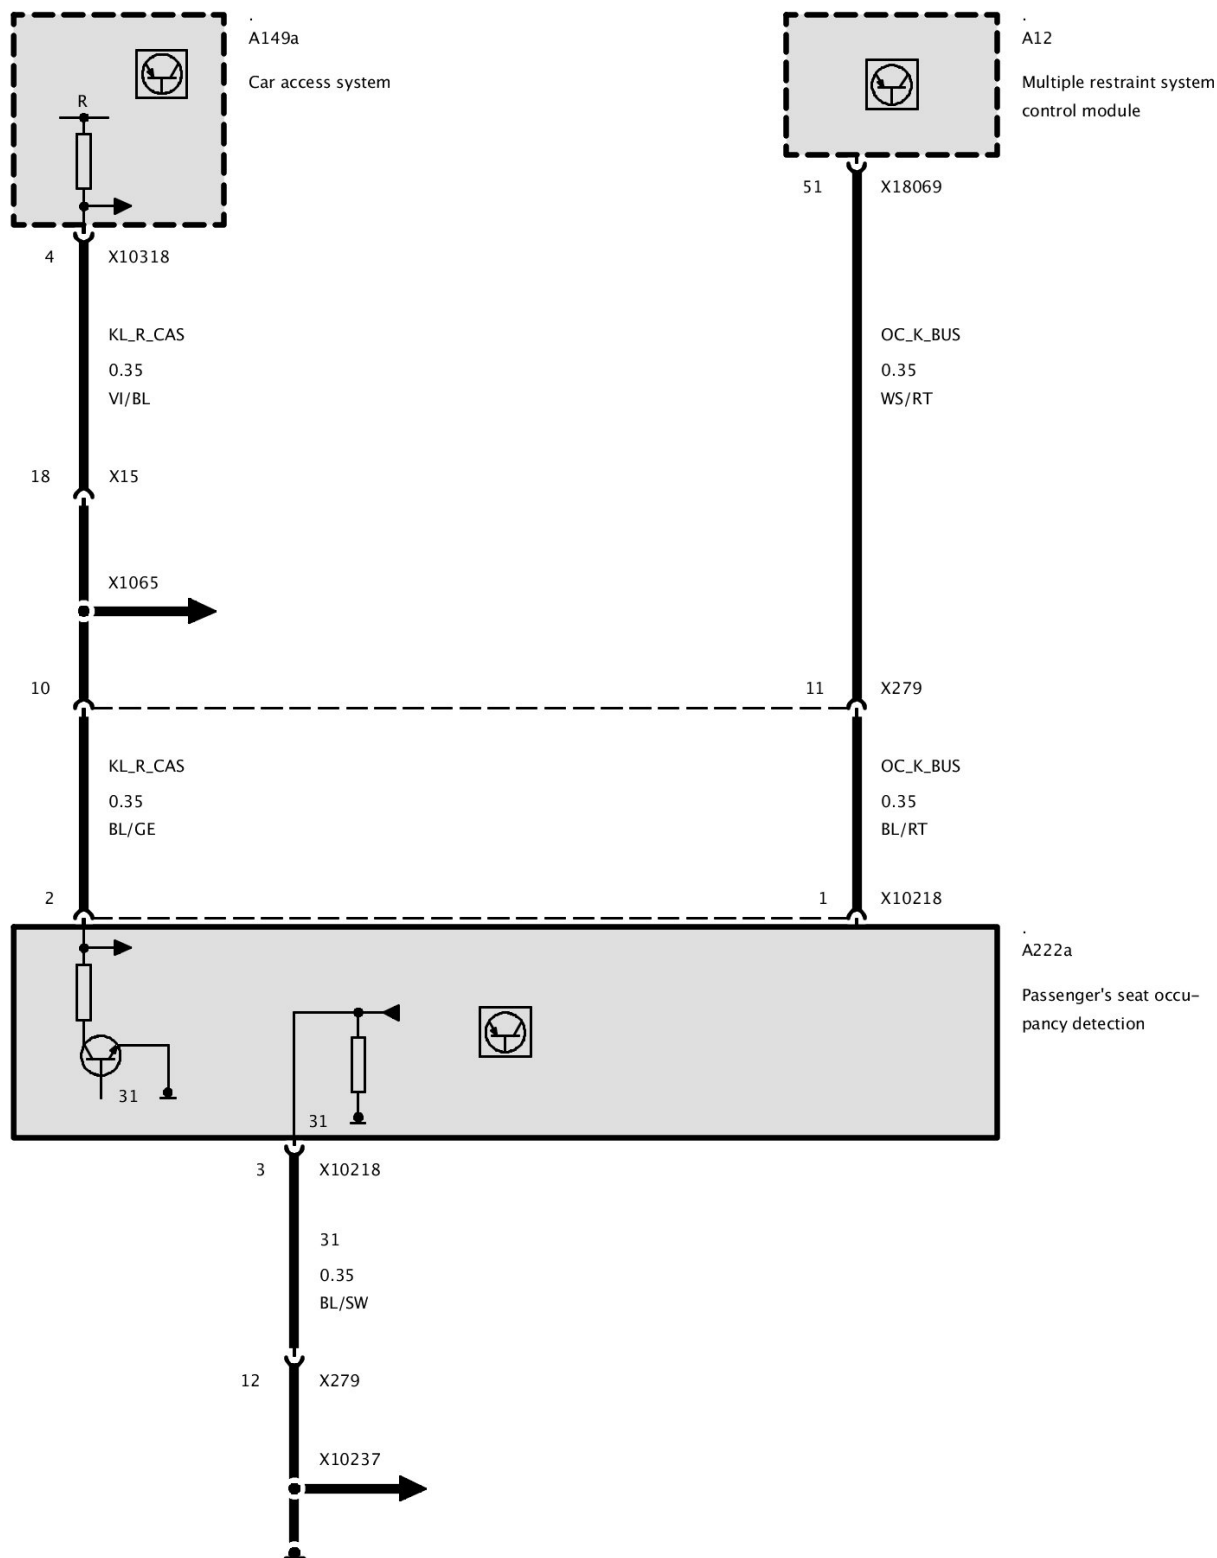 .
A149a
Car access system
R
4 X10318
KL_R_CAS
0.35
VI/BL
18 X15
X1065
10
KL_R_CAS
0.35
BL/GE
2
.
A12
Multiple restraint system
control module
51 X18069
OC_K_BUS
0.35
WS/RT
11 X279
OC_K_BUS
0.35
BL/RT
1 X10218
.
A222a
Passenger's seat occu-
pancy detection
31
31
3 X10218
31
0.35
BL/SW
12 X279
X10237